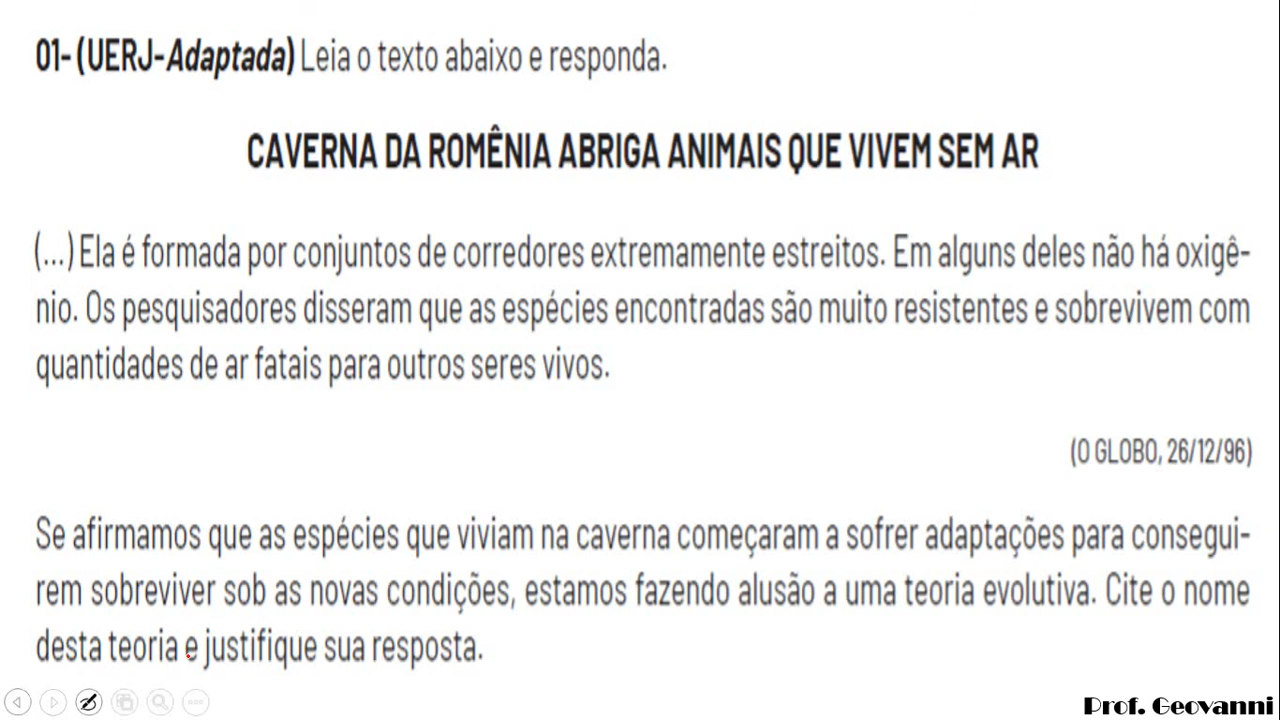 01- (UERJ-Adaptada) Leia o texto abaixo e responda.
CAVERNA DA ROMÊNIA ABRIGA ANIMAIS QUE VIVEM SEM AR
(...) Ela é formada por conjuntos de corredores extremamente estreitos. Em alguns deles não há oxigê-
nio. Os pesquisadores disseram que as espécies encontradas são muito resistentes e sobrevivem com
quantidades de ar fatais para outros seres vivos.
(O GLOBO, 26/12/96)
Se afirmamos que as espécies que viviam na caverna começaram a sofrer adaptações para consegui-
rem sobreviver sob as novas condições, estamos fazendo alusão a uma teoria evolutiva. Cite o nome
desta teoria e justifique sua resposta.
Prof. Geovanni